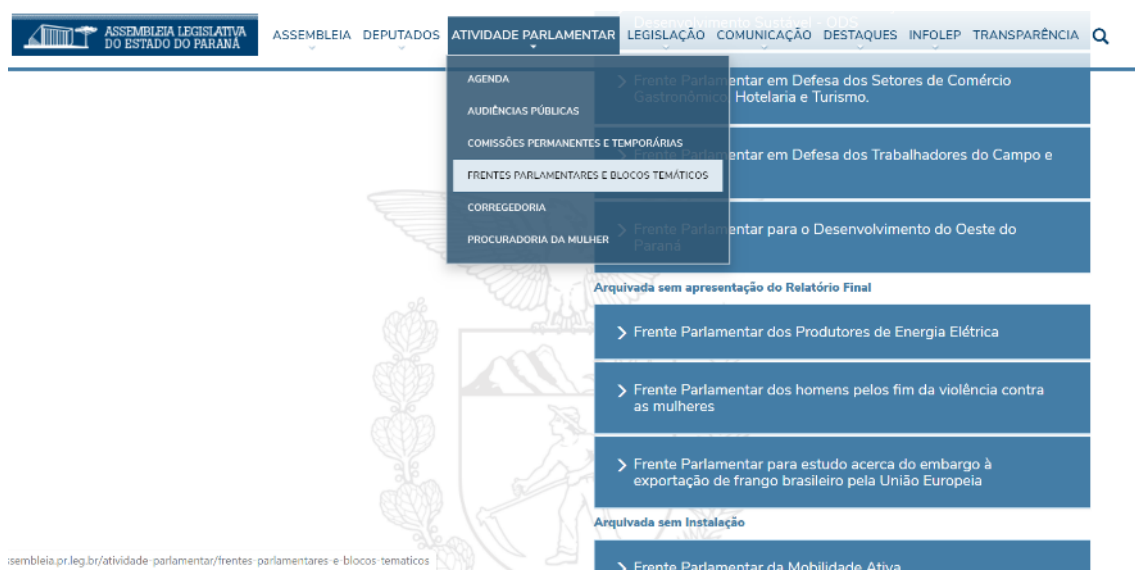 ASSEMBLEIA LEGISLATIVA
DO ESTADO DO PARANÁ
ASSEMBLEIA DEPUTADOS ATIVIDADE PARLAMENTAR LEGISLAÇÃO COMUNICAÇÃO DESTAQUES INFOLEP TRANSPARÊNCIA
Desenvolvimento Sustável - ODS
AGENDA
AUDIÊNCIAS PÚBLICAS
COMISSÕES PERMANENTES E TEMPORÁRIAS
FRENTES PARLAMENTARES E BLOCOS TEMÁTICOS
CORREGEDORIA
PROCURADORIA DA MULHER
Frente Parlamentar em Defesa dos Setores de Comércio
Gastronômico, Hotelaria e Turismo.
Frente Parlamentar em Defesa dos Trabalhadores do Campo e
Frente Parlamentar para o Desenvolvimento do Oeste do
Paraná
Arquivada sem apresentação do Relatório Final
Frente Parlamentar dos Produtores de Energia Elétrica
Frente Parlamentar dos homens pelos fim da violência contra
as mulheres
Frente Parlamentar para estudo acerca do embargo à
exportação de frango brasileiro pela União Europeia
Arquivada sem Instalação
Frente Parlamentar da Mobilidade Ativa
ssembleia.pr.leg.br/atividade-parlamentar/frentes-parlamentares-e-blocos-tematicos